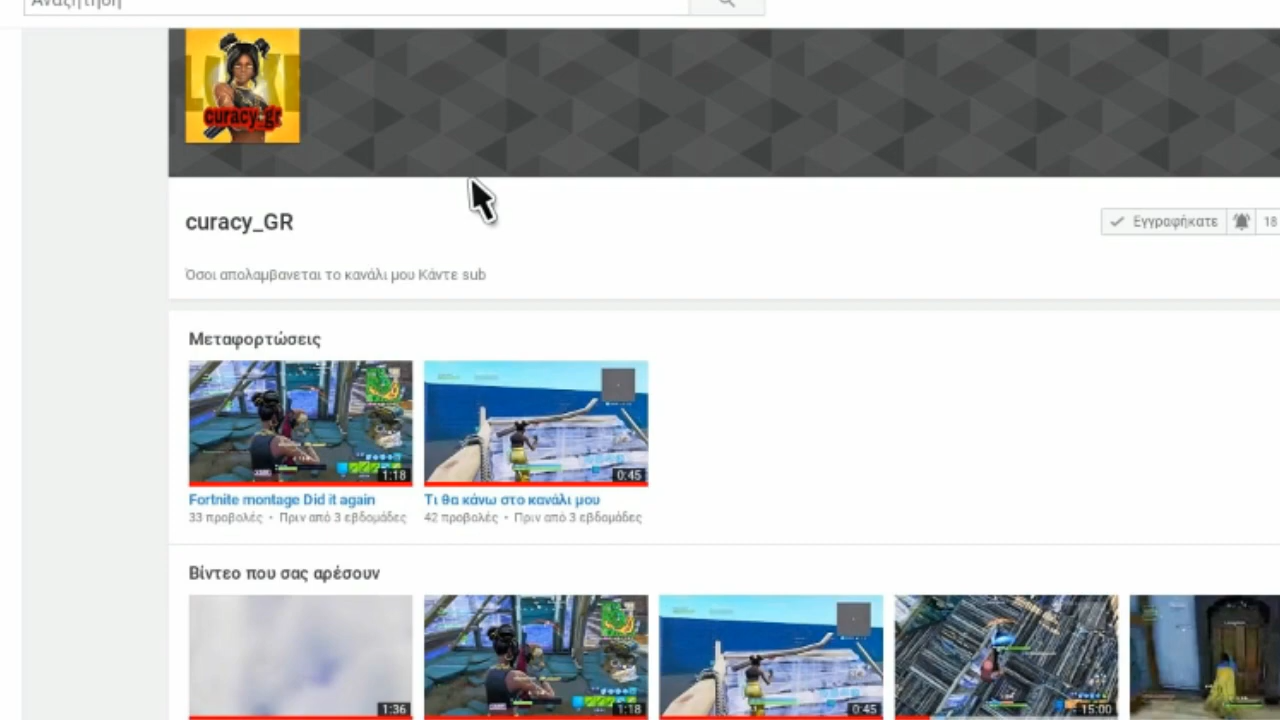 Αναζήτηση
curacy_gr
curacy_GR
Εγγραφήκατε 18
Όσοι απολαμβανεται το κανάλι μου Κάντε sub
Μεταφορτώσεις
1:18 0:45
Fortnite montage Did it again Τι θα κάνω στο κανάλι μου
33 προβολές • Πριν από 3 εβδομάδες 42 προβολές • Πριν από 3 εβδομάδες
Βίντεο που σας αρέσουν
1:36 1:18 0:45 15:00